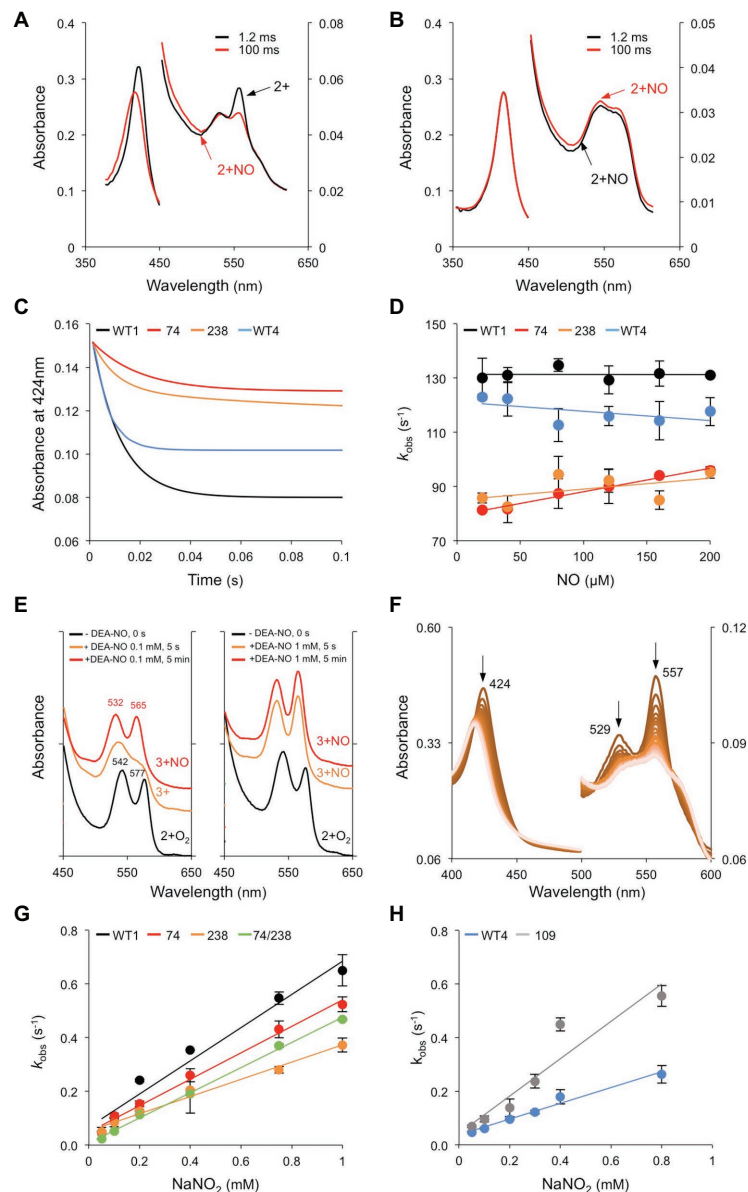 A
B
1.2 ms
100 ms
2+
2+NO
Absorbance
0.4
0.3
0.2
0.1
0
0.08
0.06
0.04
0.02
0
350
450
550
650
Wavelength (nm)
1.2 ms
100 ms
2+NO
2+NO
Absorbance
0.4
0.3
0.2
0.1
0
0.05
0.04
0.03
0.02
0.01
0
350
450
550
650
Wavelength (nm)
C
D
WT1 74 238 WT4
Absorbance at 424nm
0.16
0.14
0.12
0.10
0.08
0.06
0
0.02
0.04
0.06
0.08
0.1
Time (s)
WT1 74 238 WT4
kobs (s-1)
150
130
110
90
70
0
50
100
150
200
NO (µM)
E
F
- DEA-NO, 0 s
+ DEA-NO 0.1 mM, 5 s
+DEA-NO 0.1 mM, 5 min
532
565
3+NO
3+
542
577
2+O2
Absorbance
450
550
650
Wavelength (nm)
- DEA-NO, 0 s
+DEA-NO 1 mM, 5 s
+DEA-NO 1 mM, 5 min
3+NO
3+NO
2+O2
450
550
650
0.60
0.33
0.06
0.12
0.09
0.06
424
529
557
Absorbance
400
450
500
550
600
Wavelength (nm)
G
H
WT1 74 238 74/238
kobs (s-1)
0.8
0.6
0.4
0.2
0.0
0
0.2
0.4
0.6
0.8
1
NaNO2 (mM)
WT4 109
kobs (s-1)
0.8
0.6
0.4
0.2
0.0
0
0.2
0.4
0.6
0.8
1
NaNO2 (mM)